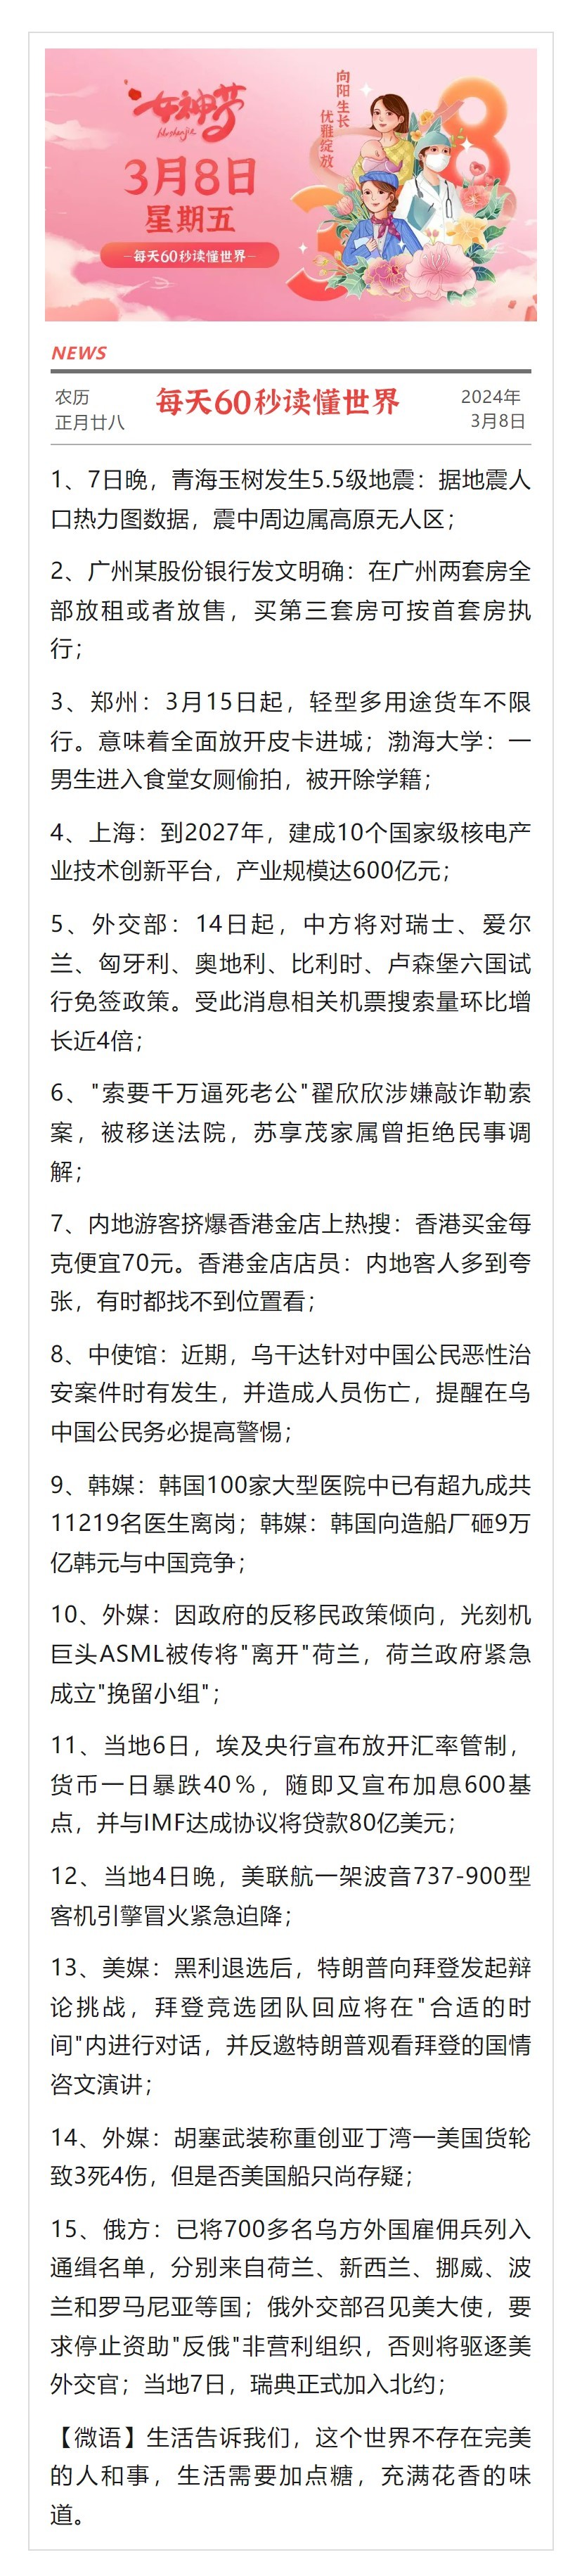 女神节
NvShenJie
3月8日
星期五
—每天60秒读懂世界—
向阳生长
优雅绽放
38
NEWS
农历
正月廿八
每天60秒读懂世界
2024年
3月8日
1、7日晚，青海玉树发生5.5级地震：据地震人
口热力图数据，震中周边属高原无人区；
2、广州某股份银行发文明确：在广州两套房全
部放租或者放售，买第三套房可按首套房执
行；
3、郑州：3月15日起，轻型多用途货车不限
行。意味着全面放开皮卡进城；渤海大学：一
男生进入食堂女厕偷拍，被开除学籍；
4、上海：到2027年，建成10个国家级核电产
业技术创新平台，产业规模达600亿元；
5、外交部：14日起，中方将对瑞士、爱尔
兰、匈牙利、奥地利、比利时、卢森堡六国试
行免签政策。受此消息相关机票搜索量环比增
长近4倍；
6、"索要千万逼死老公"翟欣欣涉嫌敲诈勒索
案，被移送法院，苏享茂家属曾拒绝民事调
解；
7、内地游客挤爆香港金店上热搜：香港买金每
克便宜70元。香港金店店员：内地客人多到夸
张，有时都找不到位置看；
8、中使馆：近期，乌干达针对中国公民恶性治
安案件时有发生，并造成人员伤亡，提醒在乌
中国公民务必提高警惕；
9、韩媒：韩国100家大型医院中已有超九成共
11219名医生离岗；韩媒：韩国向造船厂砸9万
亿韩元与中国竞争；
10、外媒：因政府的反移民政策倾向，光刻机
巨头ASML被传将"离开"荷兰，荷兰政府紧急
成立"挽留小组"；
11、当地6日，埃及央行宣布放开汇率管制，
货币一日暴跌40%，随即又宣布加息600基
点，并与IMF达成协议将贷款80亿美元；
12、当地4日晚，美联航一架波音737-900型
客机引擎冒火紧急迫降；
13、美媒：黑利退选后，特朗普向拜登发起辩
论挑战，拜登竞选团队回应将在"合适的时
间"内进行对话，并反邀特朗普观看拜登的国情
咨文演讲；
14、外媒：胡塞武装称重创亚丁湾一美国货轮
致3死4伤，但是否美国船只尚存疑；
15、俄方：已将700多名乌方外国雇佣兵列入
通缉名单，分别来自荷兰、新西兰、挪威、波
兰和罗马尼亚等国；俄外交部召见美大使，要
求停止资助"反俄"非营利组织，否则将驱逐美
外交官；当地7日，瑞典正式加入北约；
【微语】生活告诉我们，这个世界不存在完美
的人和事，生活需要加点糖，充满花香的味
道。